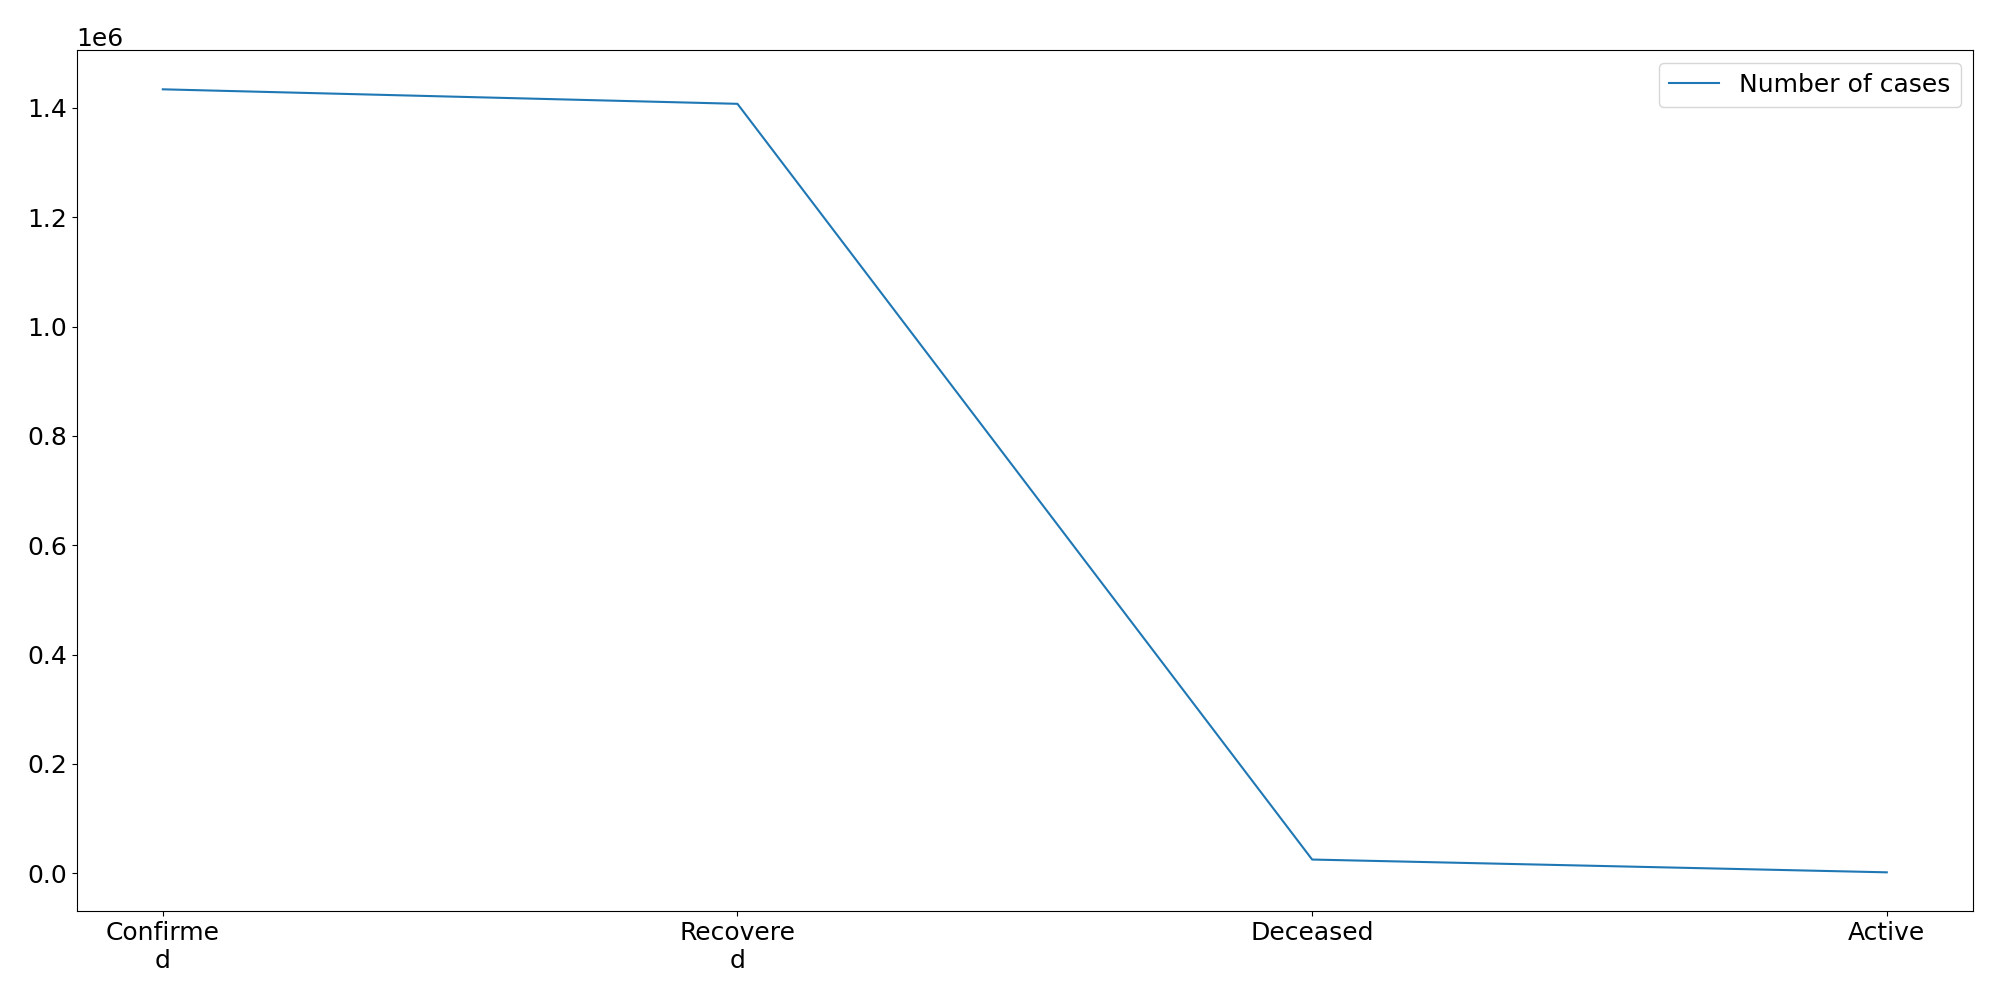 1e6
Number of cases
1.4
1.2
1.0
0.8
0.6
0.4
0.2
0.0
Confirme
d
Recovere
d
Deceased
Active